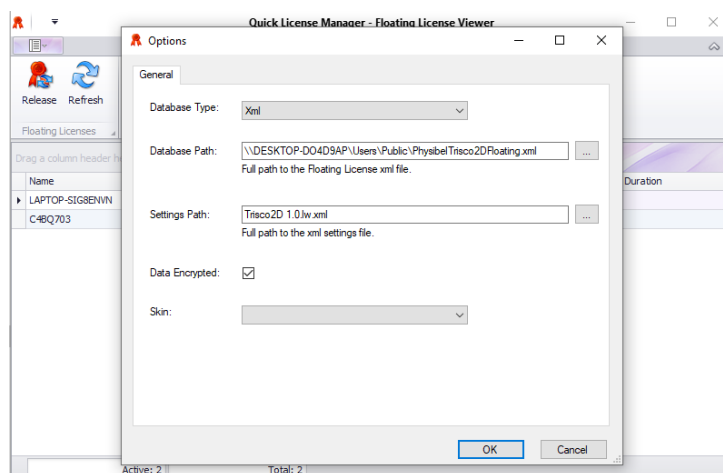 Quick License Manager - Floating License Viewer
Options
General
Release Refresh
Floating Licenses
Drag a column header h
Name
Duration
LAPTOP-SIG8ENVN
C4BQ703
Database Type:
Xml
Database Path:
\\DESKTOP-DO4D9AP\Users\Public\PhysibelTrisco2DFloating.xml
...
Full path to the Floating License xml file.
Settings Path:
Trisco2D 1.0.lw.xml
...
Full path to the xml settings file.
Data Encrypted:
Skin:
OK
Cancel
Active: 2
Total: 2